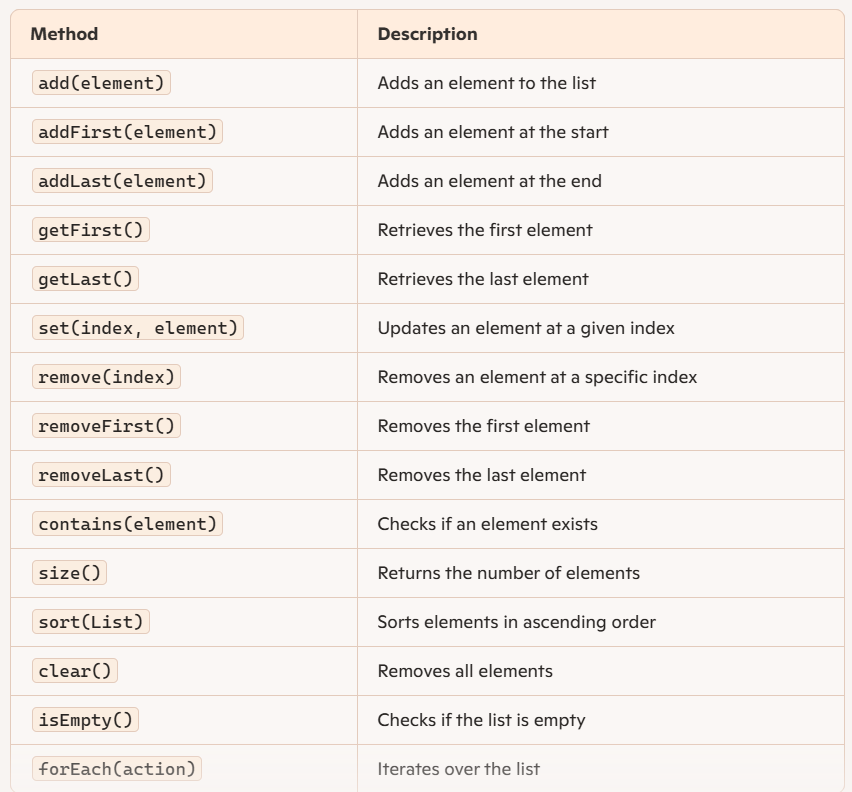 Method Description
add(element) Adds an element to the list
addFirst(element) Adds an element at the start
addLast(element) Adds an element at the end
getFirst() Retrieves the first element
getLast() Retrieves the last element
set(index, element) Updates an element at a given index
remove(index) Removes an element at a specific index
removeFirst() Removes the first element
removeLast() Removes the last element
contains(element) Checks if an element exists
size() Returns the number of elements
sort(List) Sorts elements in ascending order
clear() Removes all elements
isEmpty() Checks if the list is empty
forEach(action) Iterates over the list